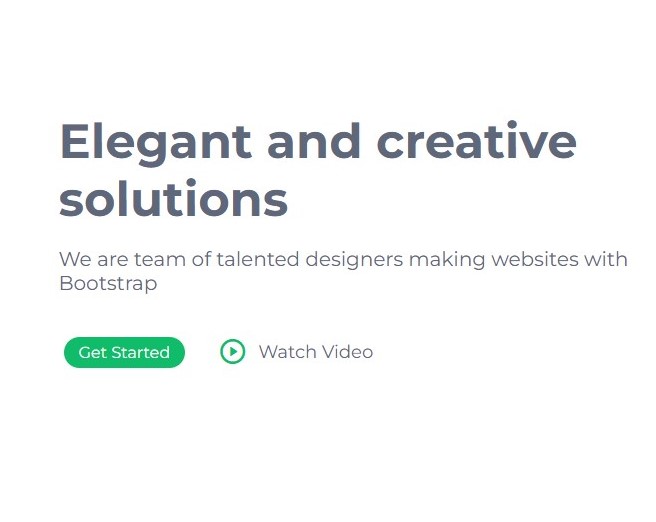 Elegant and creative
solutions
We are team of talented designers making websites with
Bootstrap
Get Started
Watch Video